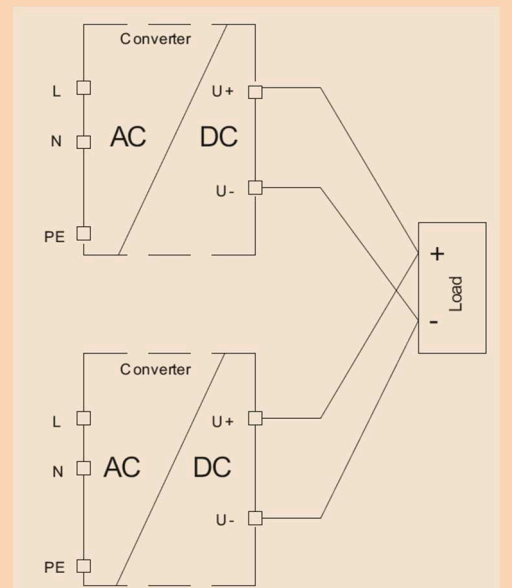 Converter
L
U+
N
AC
DC
U-
PE
+
Load
-
Converter
L
U+
N
AC
DC
U-
PE